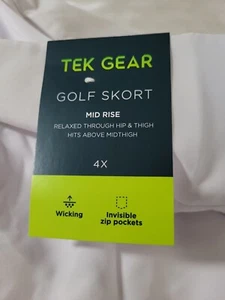 TEK GEAR
GOLF SKORT
MID RISE
RELAXED THROUGH HIP & THIGH
HITS ABOVE MIDTHIGH
4X
Wicking
Invisible
zip pockets